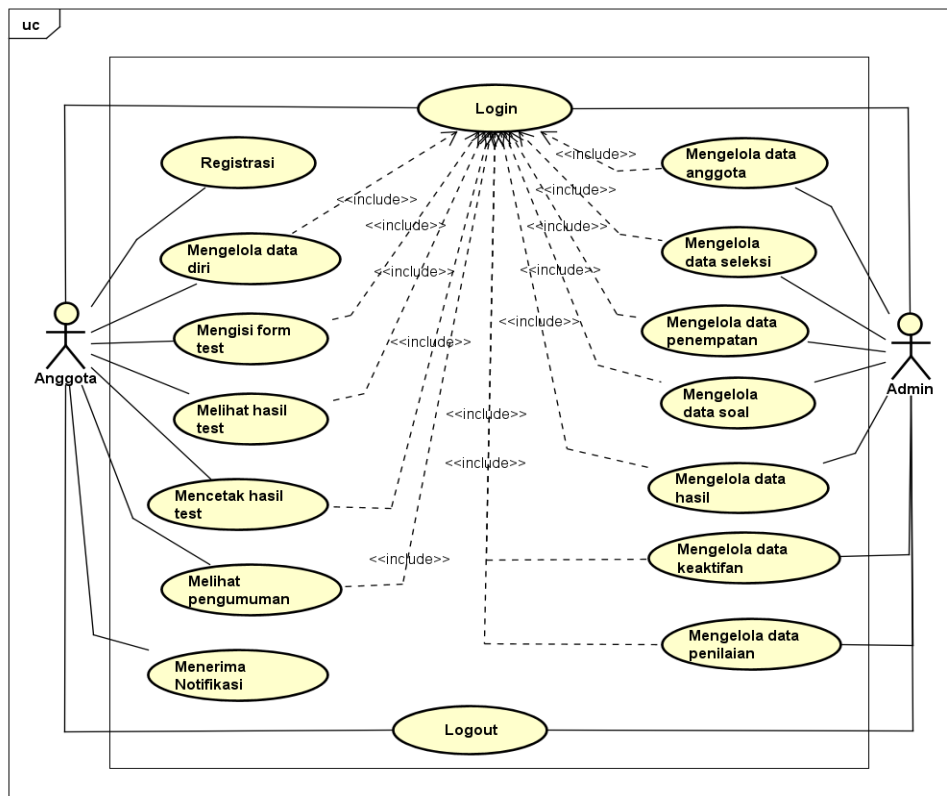 uc
Login
Registrasi
<<include>>
<<include>>
Mengelola data
anggota
<<include>>
<<include>>
Mengelola data
diri
<<include>>
<<include>>
Mengelola
data seleksi
<<include>>
<<include>>
Mengisi form
test
<<include>>
<<include>>
Mengelola data
penempatan
Anggota
Admin
Melihat hasil
test
Mengelola
data soal
<<include>>
<<include>>
Mencetak hasil
test
Mengelola data
hasil
<<include>>
Mengelola data
keaktifan
Melihat
pengumuman
Mengelola data
penilaian
Menerima
Notifikasi
Logout